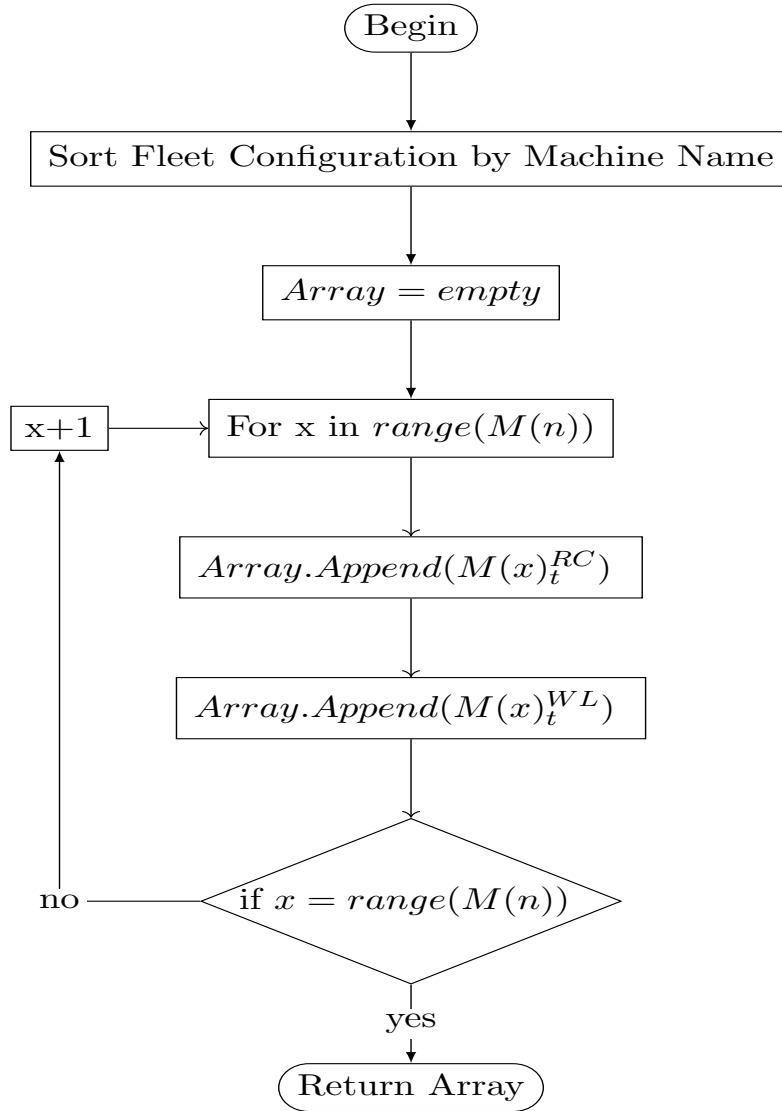 Begin
Sort Fleet Configuration by Machine Name
Array = empty
x+1
For x in range(M(n))
Array.Append(M(x)_t^{RC})
Array.Append(M(x)_t^{WL})
if x = range(M(n))
no
yes
Return Array